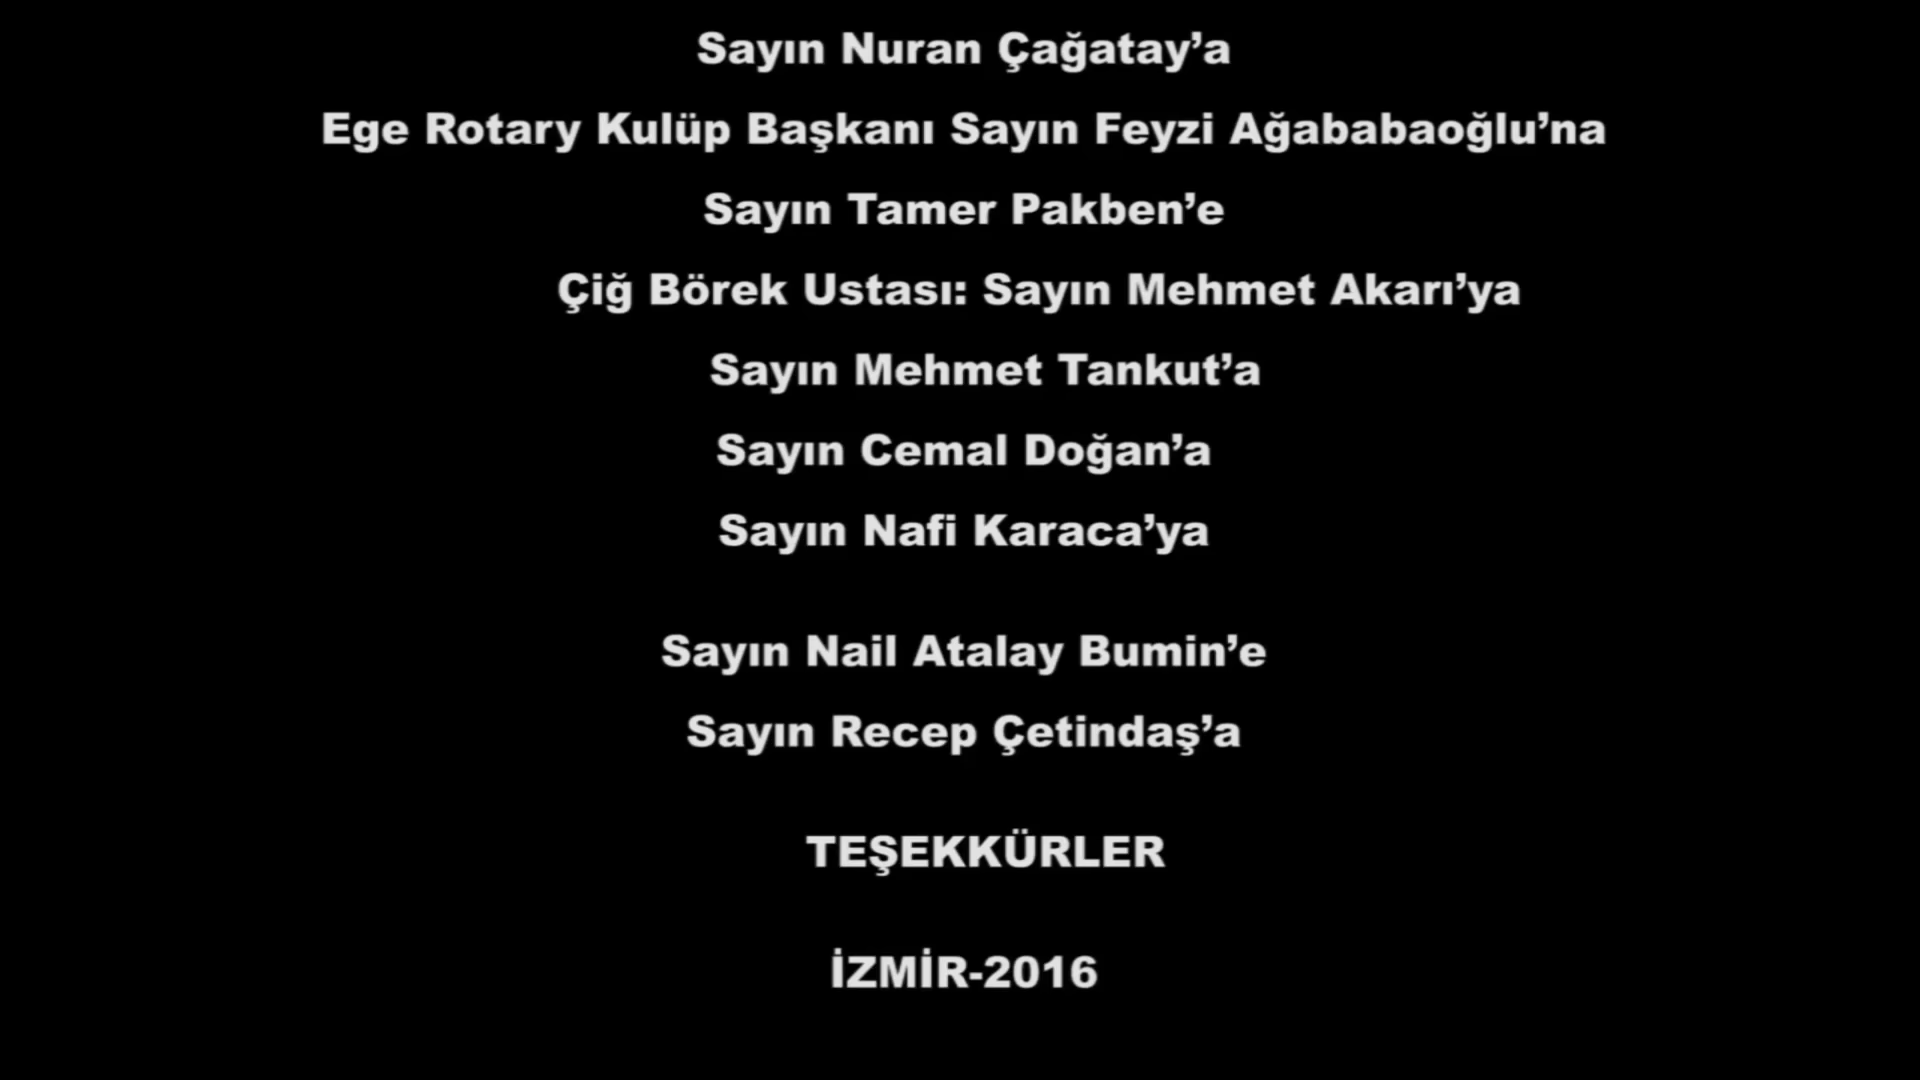 Sayın Nuran Çağatay’a
Ege Rotary Kulüp Başkanı Sayın Feyzi Ağababaoğlu’na
Sayın Tamer Pakben’e
Çiğ Börek Ustası: Sayın Mehmet Akarı’ya
Sayın Mehmet Tankut’a
Sayın Cemal Doğan’a
Sayın Nafi Karaca’ya
Sayın Nail Atalay Bumin’e
Sayın Recep Çetindaş’a
TEŞEKKÜRLER
İZMİR-2016